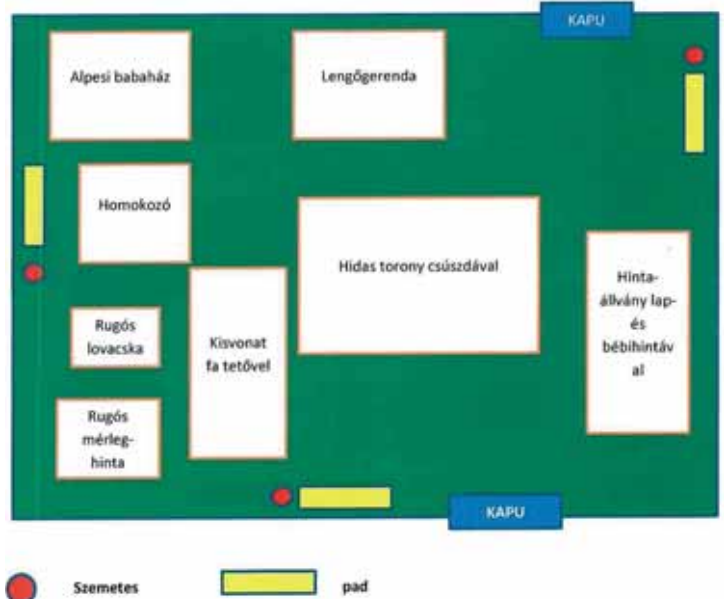 KAPU
Alpesi babaház
Lengőgerenda
Homokozó
Hidas torony csúszdával
Hinta-
állvány lap-
és
bébihintáv
al
Rugós
lovacska
Kisvonat
fa tetővel
Rugós
mérleg-
hinta
KAPU
Szemetes
pad